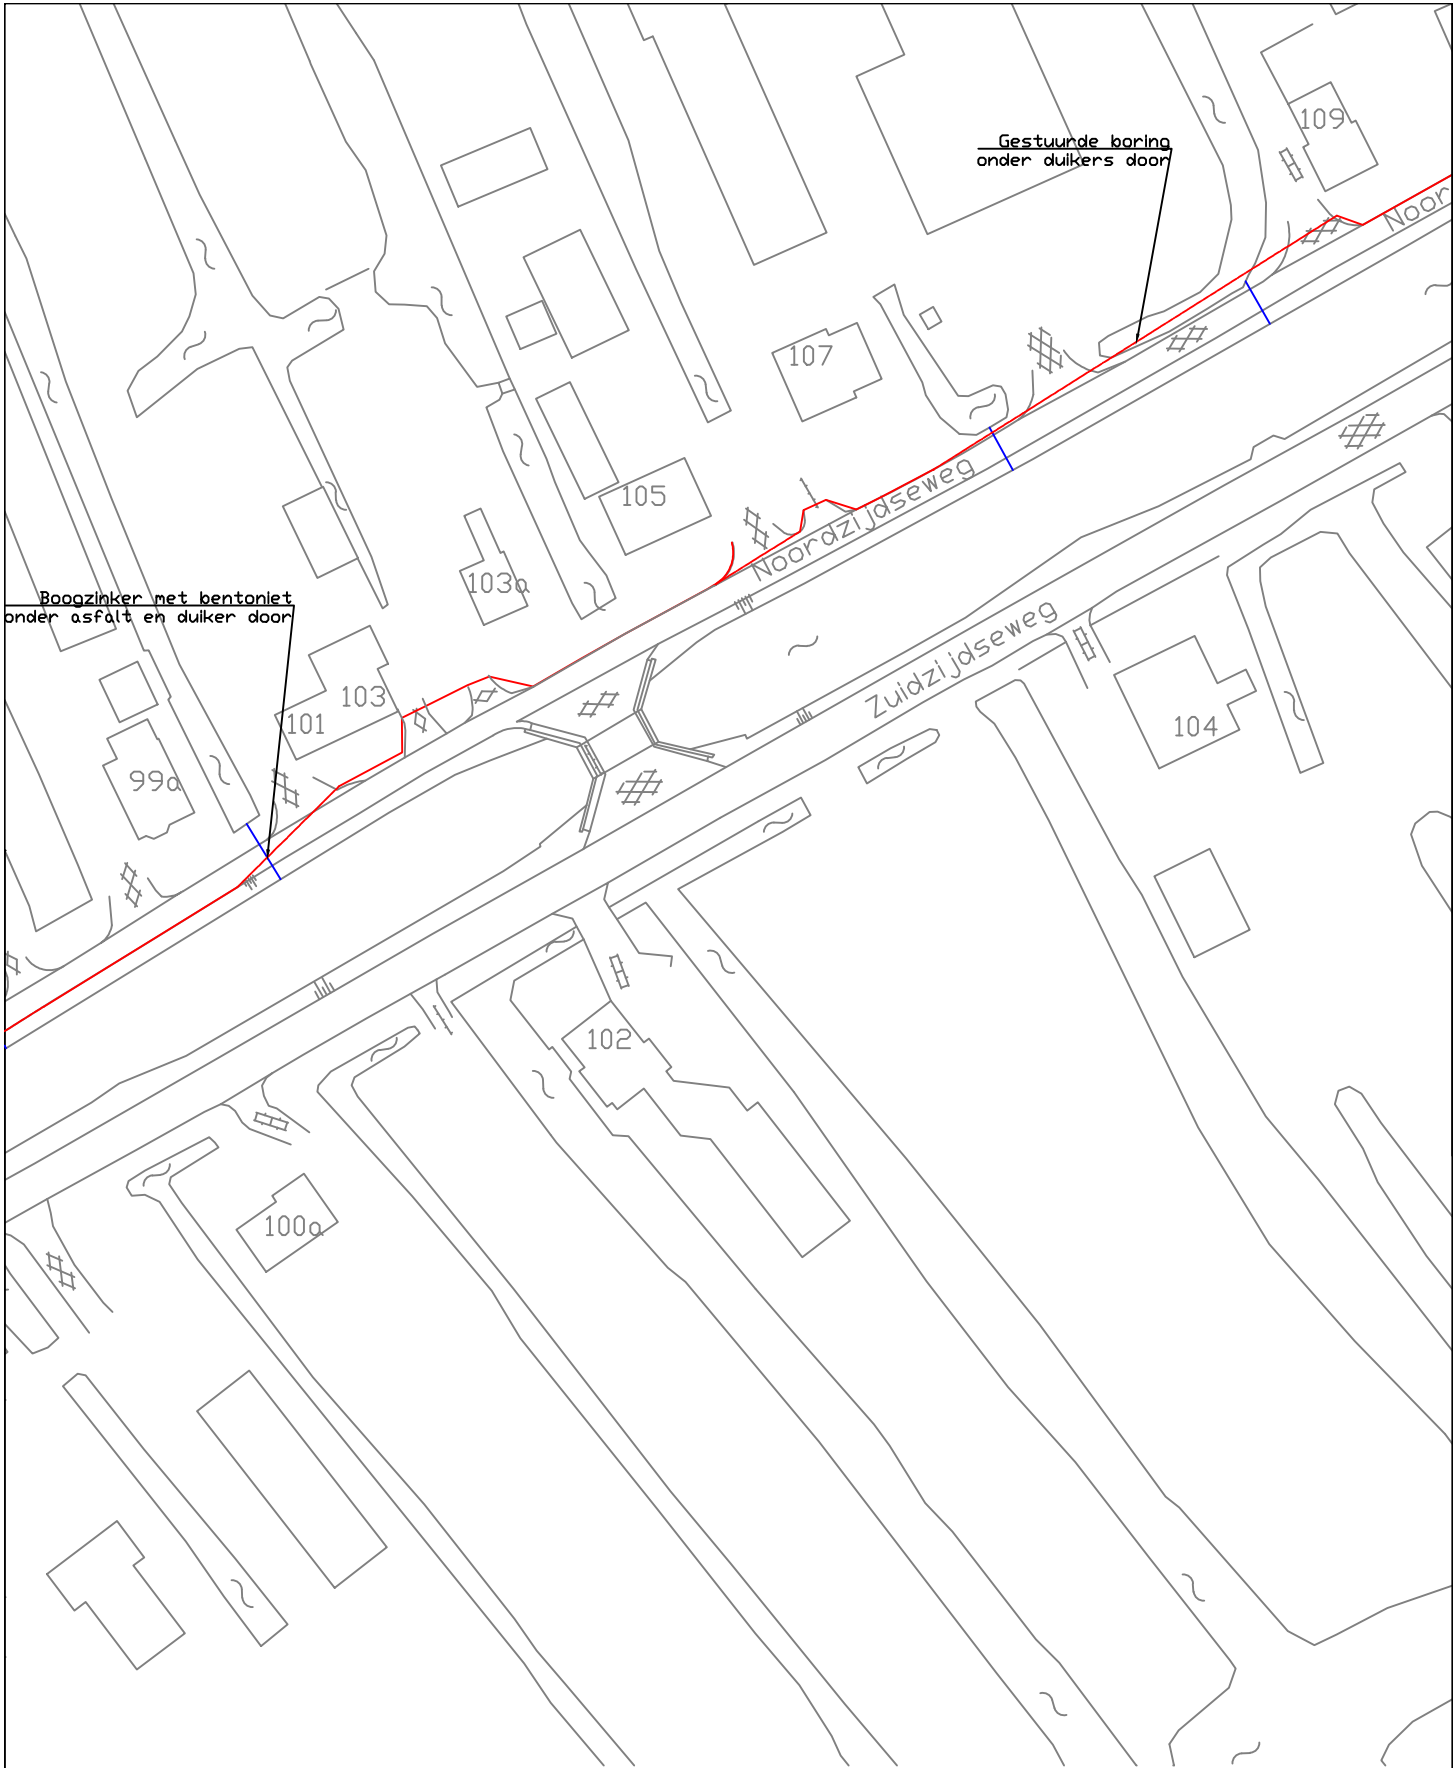 109
Gestuurde boring
onder duikers door
Noor
107
105
Noordzijdseweg
103a
Boogzinker met bentoniet
onder asfalt en duiker door
Zuidzijdseweg
103
101
104
99a
102
100a